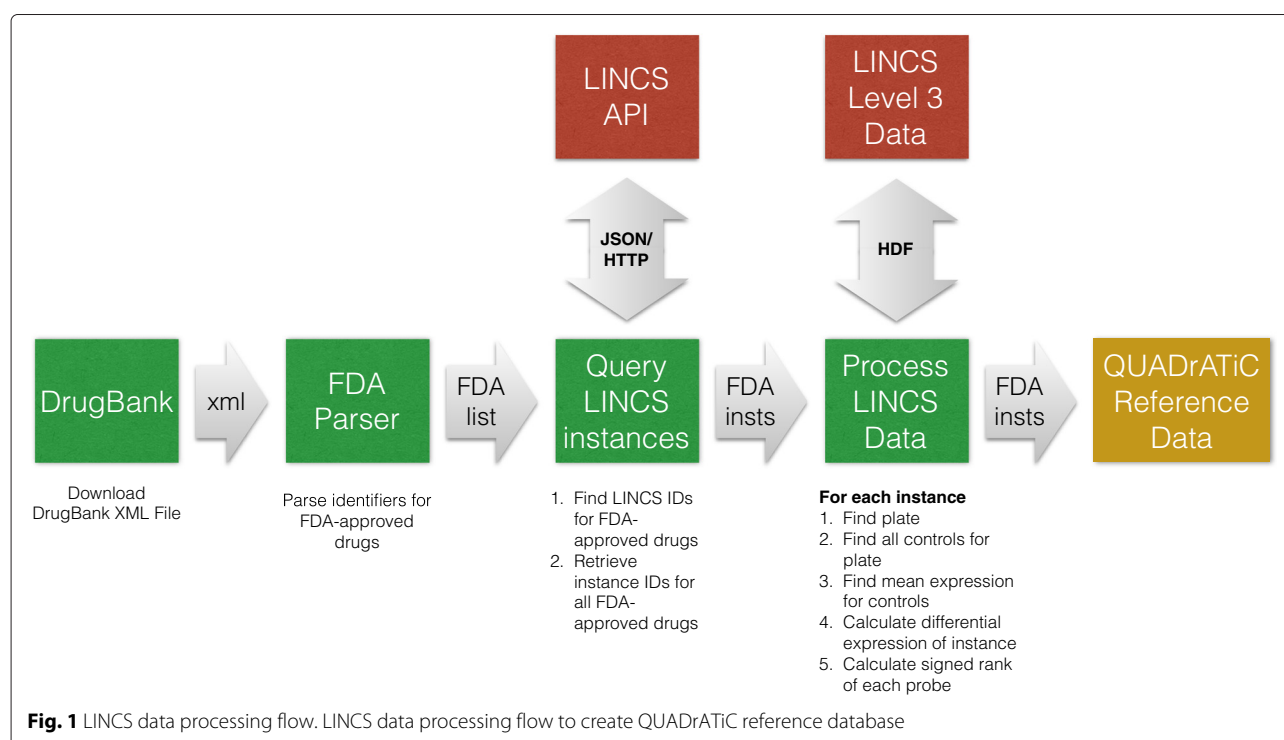 LINCS
API
LINCS
Level 3
Data
JSON/
HTTP
HDF
DrugBank
xml
FDA
Parser
FDA
list
Query
LINCS
instances
FDA
insts
Process
LINCS
Data
FDA
insts
QUADrATiC
Reference
Data
Download
DrugBank XML File
Parse identifiers for
FDA-approved
drugs
1. Find LINCS IDs
for FDA-
approved drugs
2. Retrieve
instance IDs for
all FDA-
approved drugs
For each instance
1. Find plate
2. Find all controls for
plate
3. Find mean expression
for controls
4. Calculate differential
expression of instance
5. Calculate signed rank
of each probe
Fig. 1 LINCS data processing flow. LINCS data processing flow to create QUADrATiC reference database